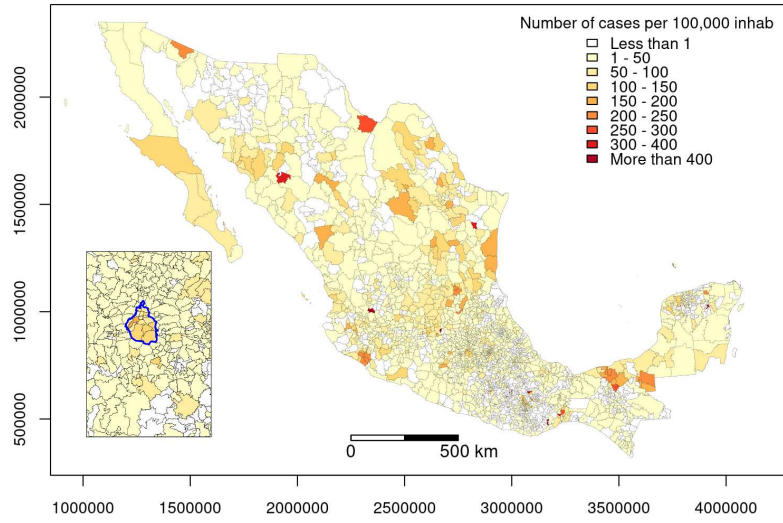 Number of cases per 100,000 inhab
Less than 1
1 - 50
50 - 100
100 - 150
150 - 200
200 - 250
250 - 300
300 - 400
More than 400
2000000
1500000
1000000
500000
0 500 km
1000000 1500000 2000000 2500000 3000000 3500000 4000000